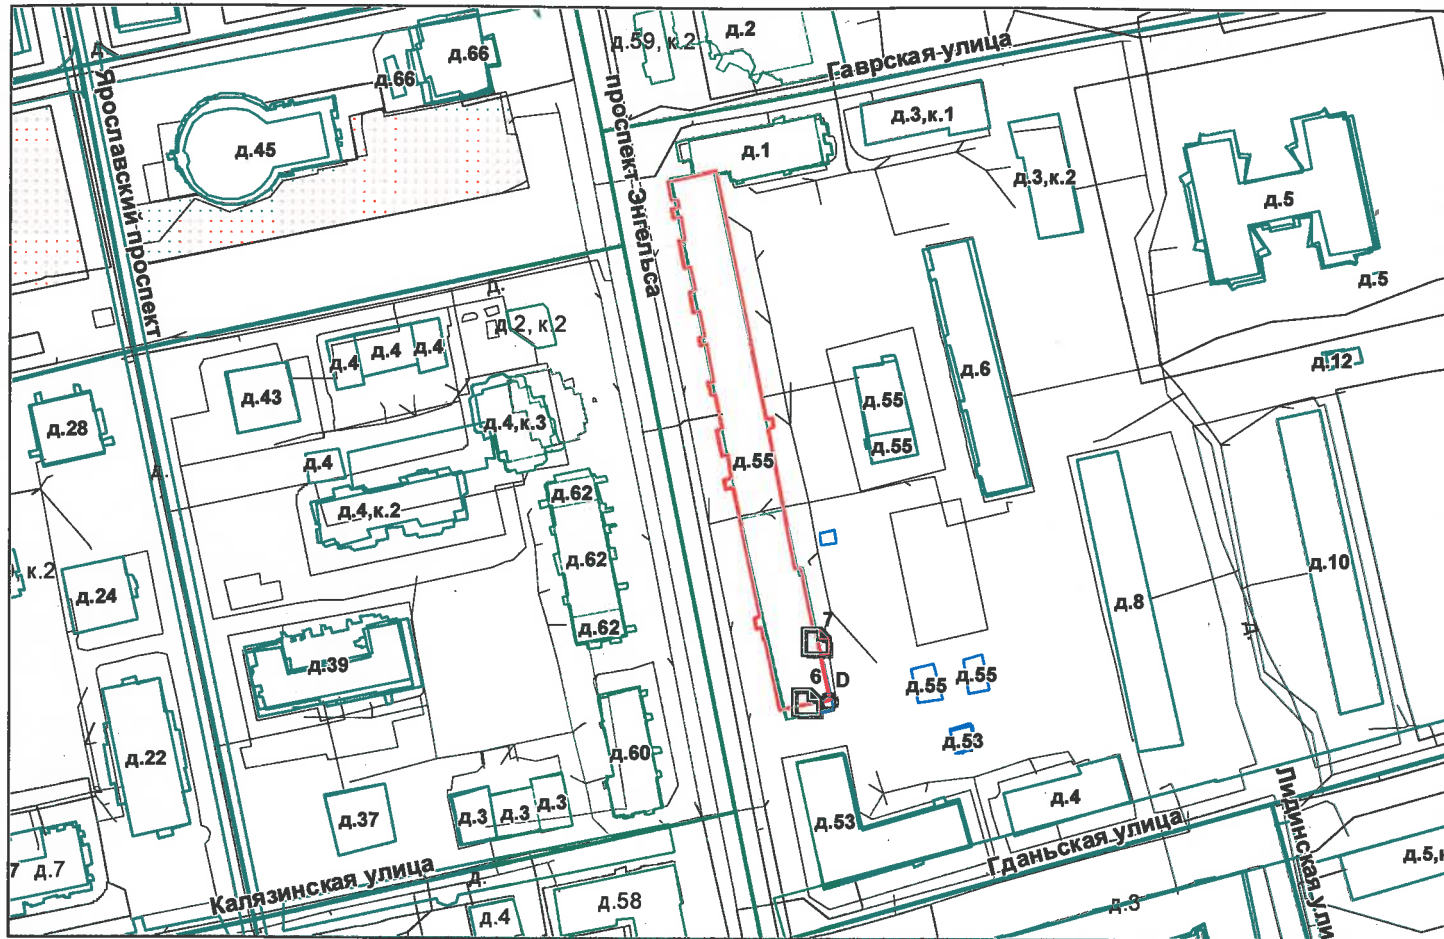 д.66
д.66
д.
д.59, к.2
д.2
Гаврская улица
Ярославский проспект
проспект Энгельса
д.45
д.1
д.3,к.1
д.3,к.2
д.5
д.5
д.
д.2, к.2
д.4
д.4
д.4
д.43
д.28
д.4,к.3
д.12
д.6
д.55
д.55
д.55
д.4
д.
д.62
д.4,к.2
д.62
д.62
к.2
д.24
д.10
д.8
д.
7
д.39
6
D
д.55
д.55
д.53
д.22
д.60
д.3
д.3
д.3
д.37
д.53
д.4
Гданьская улица
Лидинская ули
д.5,к
7
д.7
Калязинская улица
д.
д.4
д.58
д.3